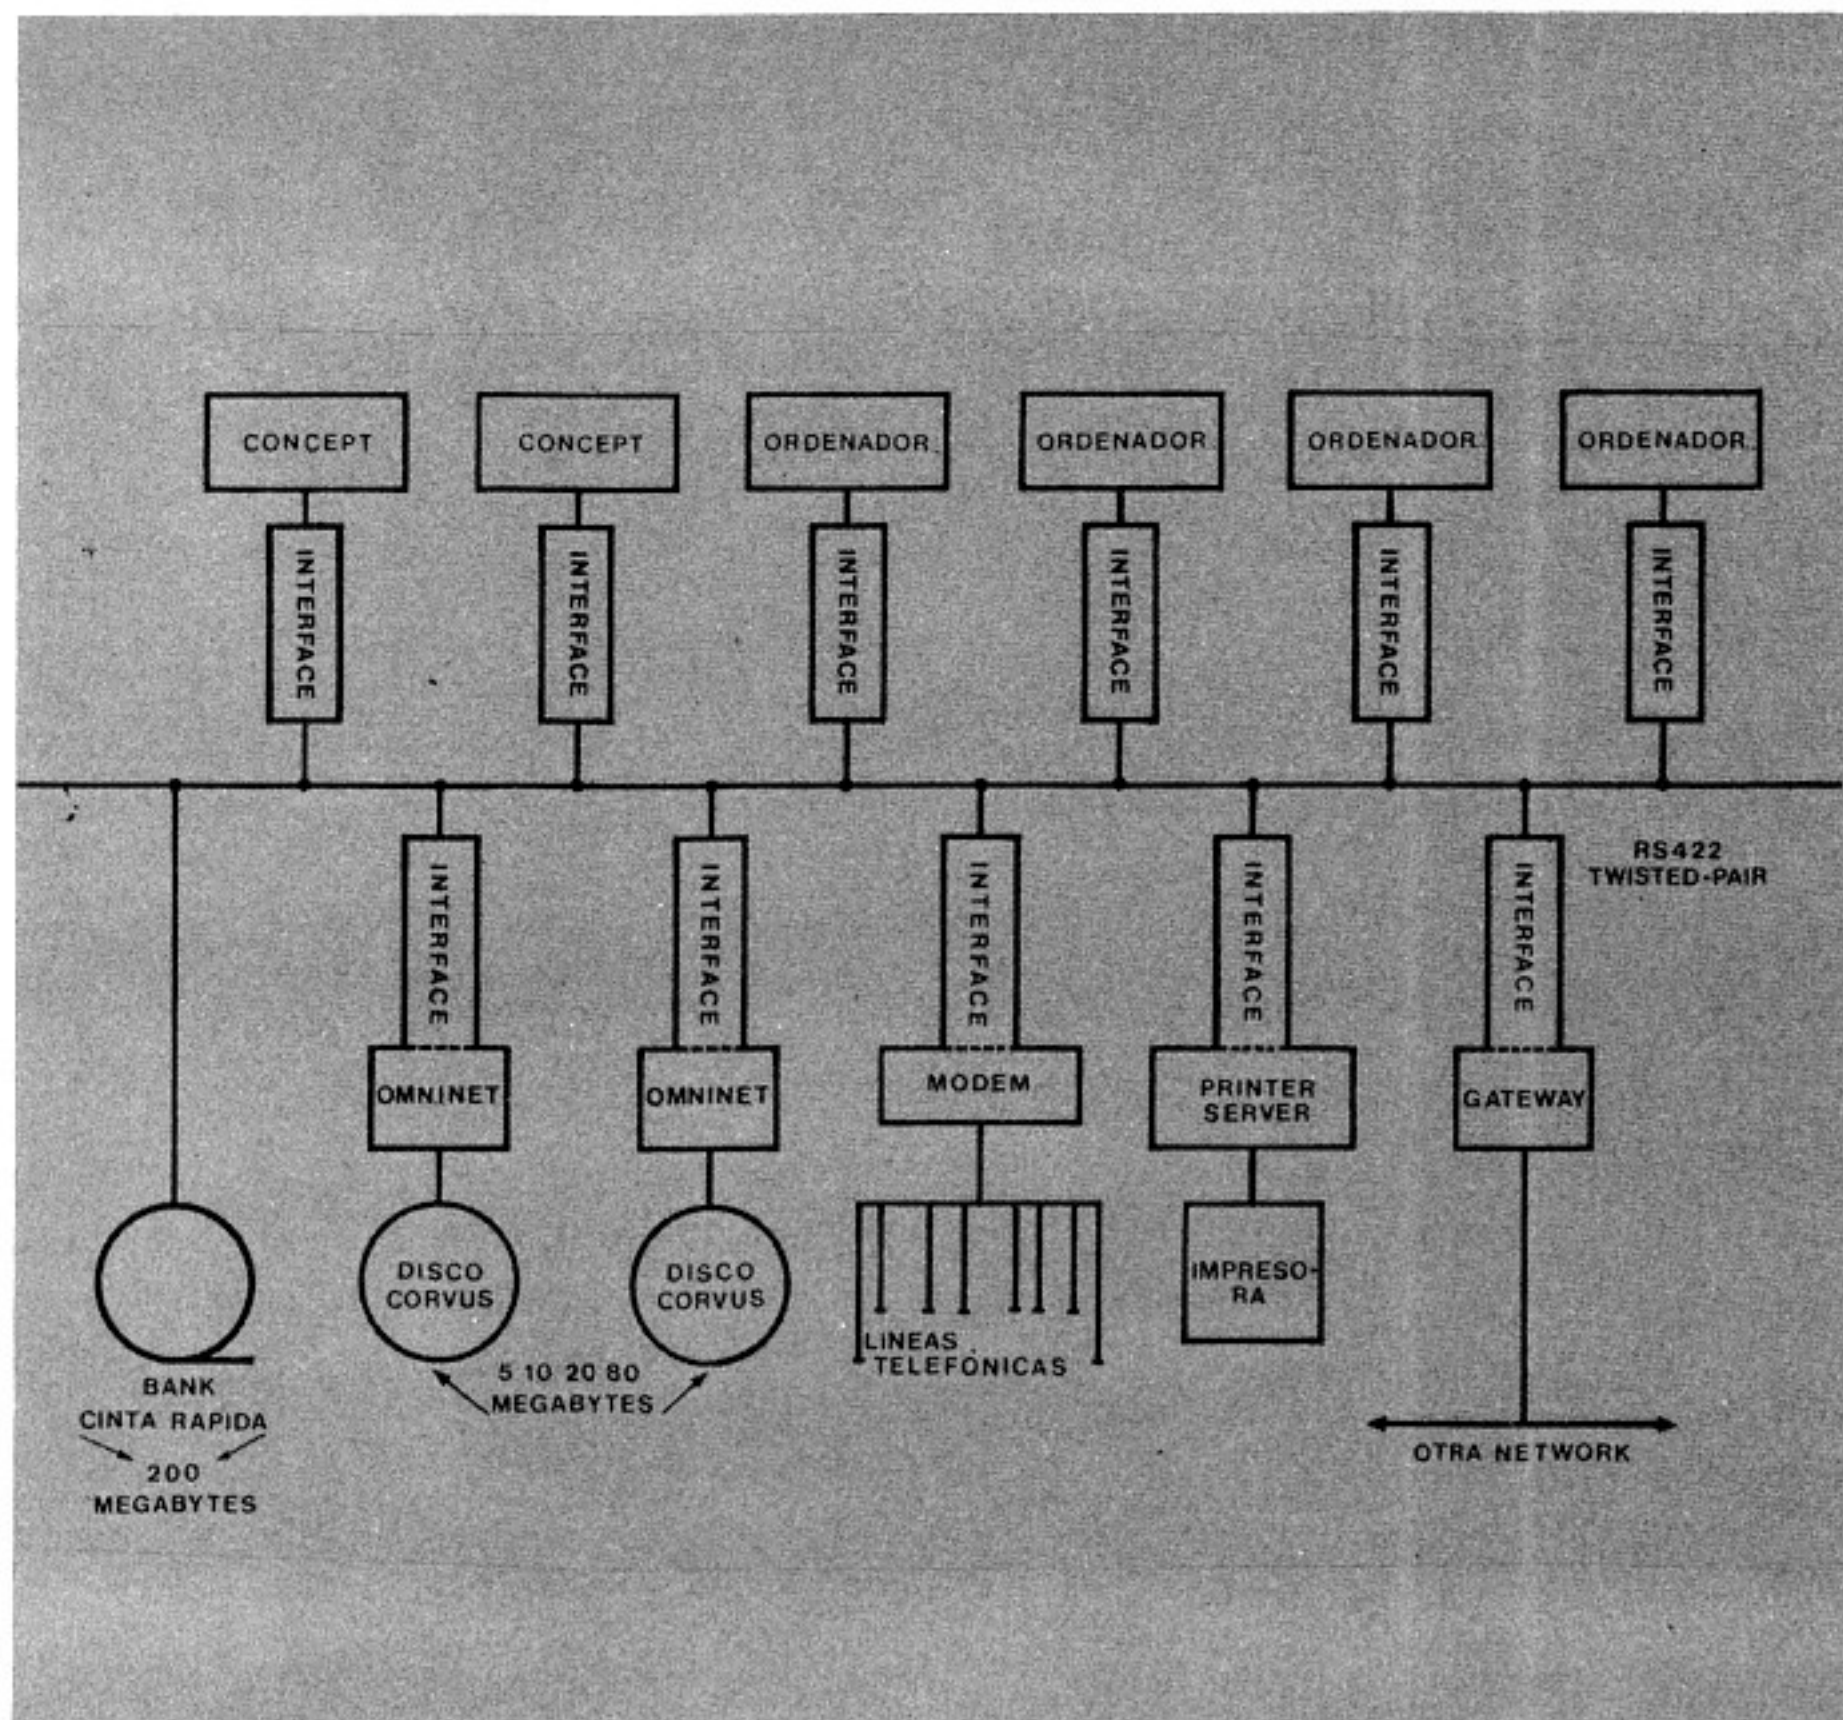 CONCEPT
CONCEPT
ORDENADOR
ORDENADOR
ORDENADOR
ORDENADOR
INTERFACE
INTERFACE
INTERFACE
INTERFACE
INTERFACE
INTERFACE
RS422
TWISTED-PAIR
INTERFACE
INTERFACE
INTERFACE
INTERFACE
INTERFACE
OMNINET
OMNINET
MODEM
PRINTER
SERVER
GATEWAY
DISCO
CORVUS
DISCO
CORVUS
IMPRESO-
RA
LINEAS
TELEFÓNICAS
5 10 20 80
MEGABYTES
BANK
CINTA RAPIDA
200
MEGABYTES
OTRA NETWORK